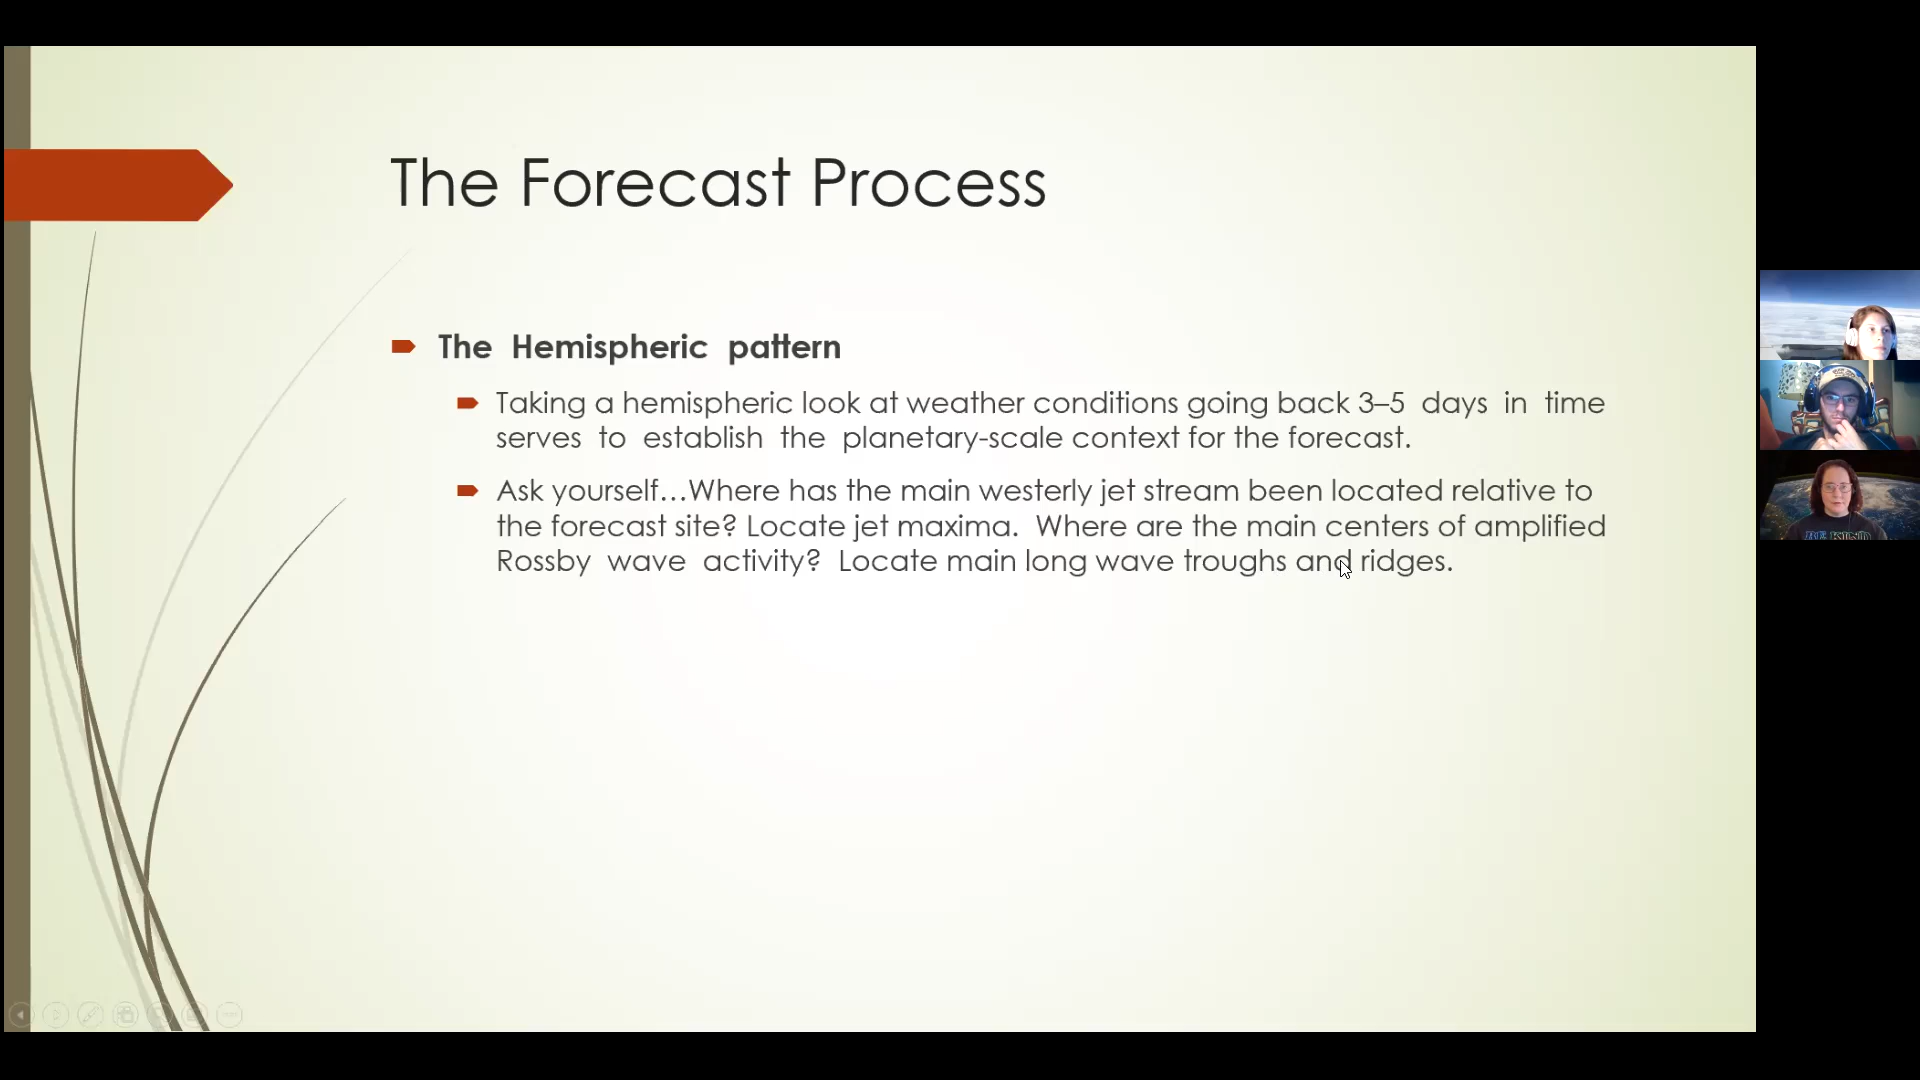 The Forecast Process
The Hemispheric pattern
Taking a hemispheric look at weather conditions going back 3–5 days in time
serves to establish the planetary-scale context for the forecast.
Ask yourself…Where has the main westerly jet stream been located relative to
the forecast site? Locate jet maxima. Where are the main centers of amplified
Rossby wave activity? Locate main long wave troughs and ridges.
BE KIND